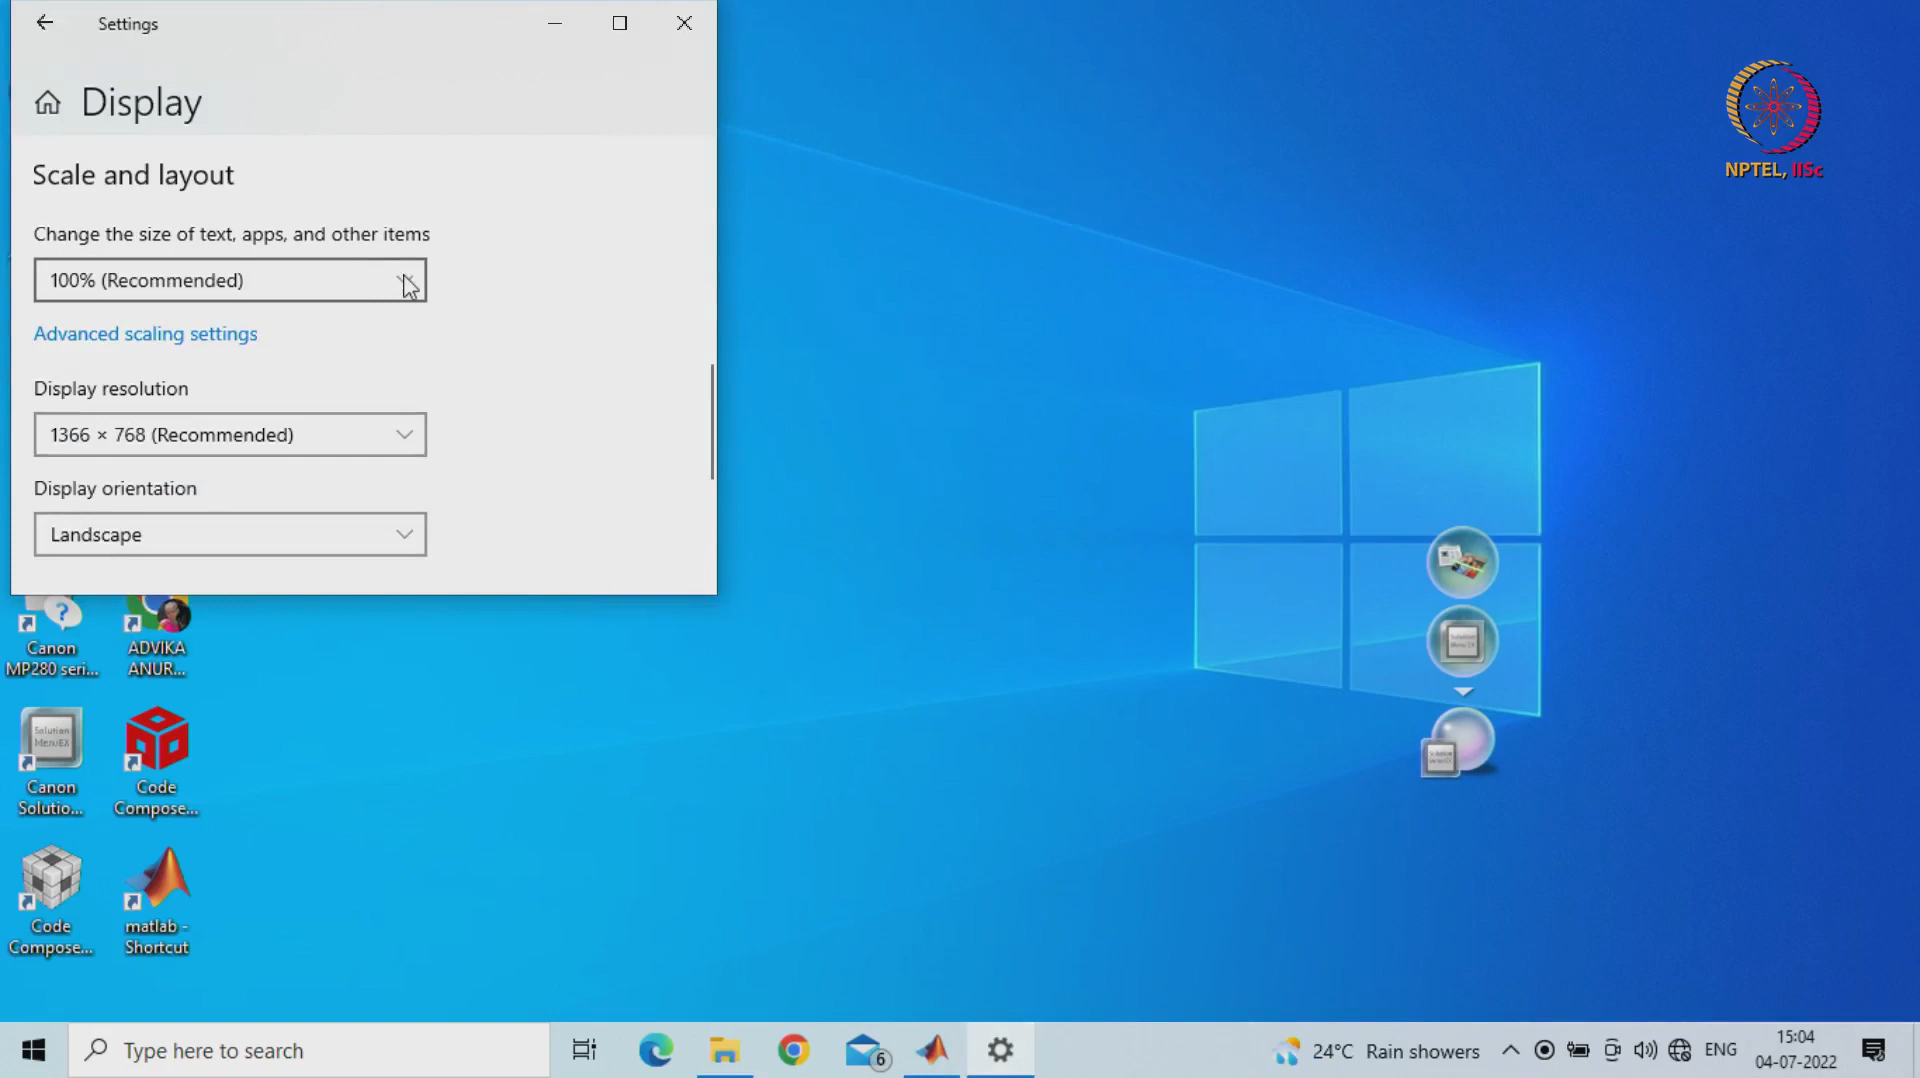 Settings
Display
Scale and layout
Change the size of text, apps, and other items
100% (Recommended)
Advanced scaling settings
Display resolution
1366 × 768 (Recommended)
Display orientation
Landscape
NPTEL, IISc
Canon
MP280 seri...
ADVIKA
ANUR...
Solution
MenuEX
Canon
Solutio...
Code
Compose...
Code
Compose...
matlab -
Shortcut
Type here to search
6
24°C Rain showers
ENG
15:04
04-07-2022